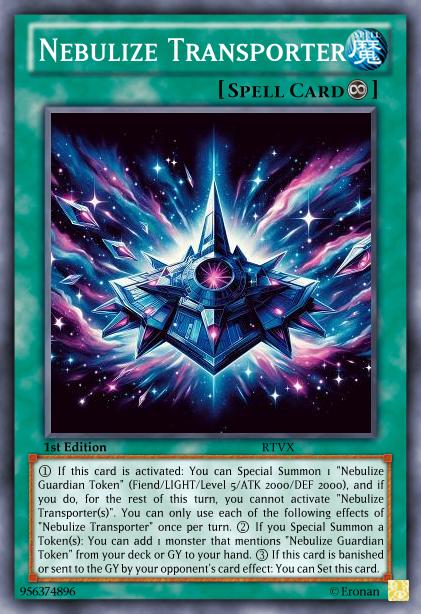 NEBULIZE TRANSPORTER
SPELL
魔
[SPELL CARD♾]
1st Edition RTVX
① If this card is activated: You can Special Summon 1 "Nebulize
Guardian Token" (Fiend/LIGHT/Level 5/ATK 2000/DEF 2000), and if
you do, for the rest of this turn, you cannot activate "Nebulize
Transporter(s)". You can only use each of the following effects of
"Nebulize Transporter" once per turn. ② If you Special Summon a
Token(s): You can add 1 monster that mentions "Nebulize Guardian
Token" from your deck or GY to your hand. ③ If this card is banished
or sent to the GY by your opponent's card effect: You can Set this card.
956374896 © Eronan